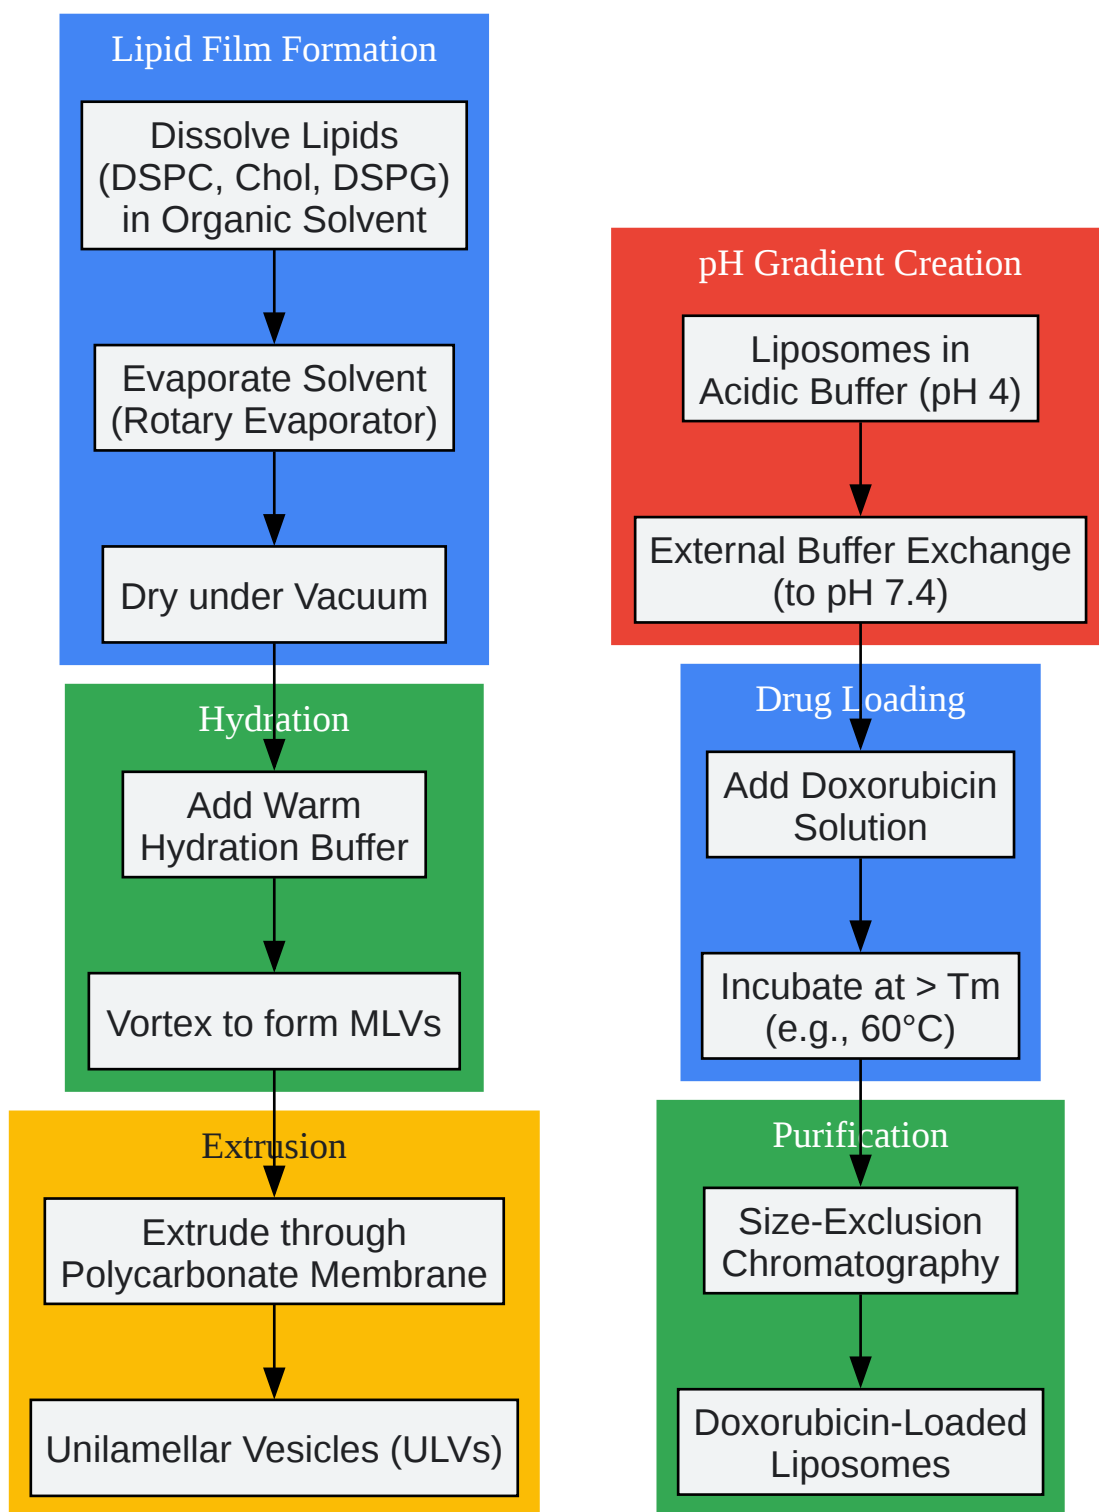 Lipid Film Formation
Dissolve Lipids
(DSPC, Chol, DSPG)
in Organic Solvent
Evaporate Solvent
(Rotary Evaporator)
Dry under Vacuum
Hydration
Add Warm
Hydration Buffer
Vortex to form MLVs
Extrusion
Extrude through
Polycarbonate Membrane
Unilamellar Vesicles (ULVs)
pH Gradient Creation
Liposomes in
Acidic Buffer (pH 4)
External Buffer Exchange
(to pH 7.4)
Drug Loading
Add Doxorubicin
Solution
Incubate at > Tm
(e.g., 60°C)
Purification
Size-Exclusion
Chromatography
Doxorubicin-Loaded
Liposomes